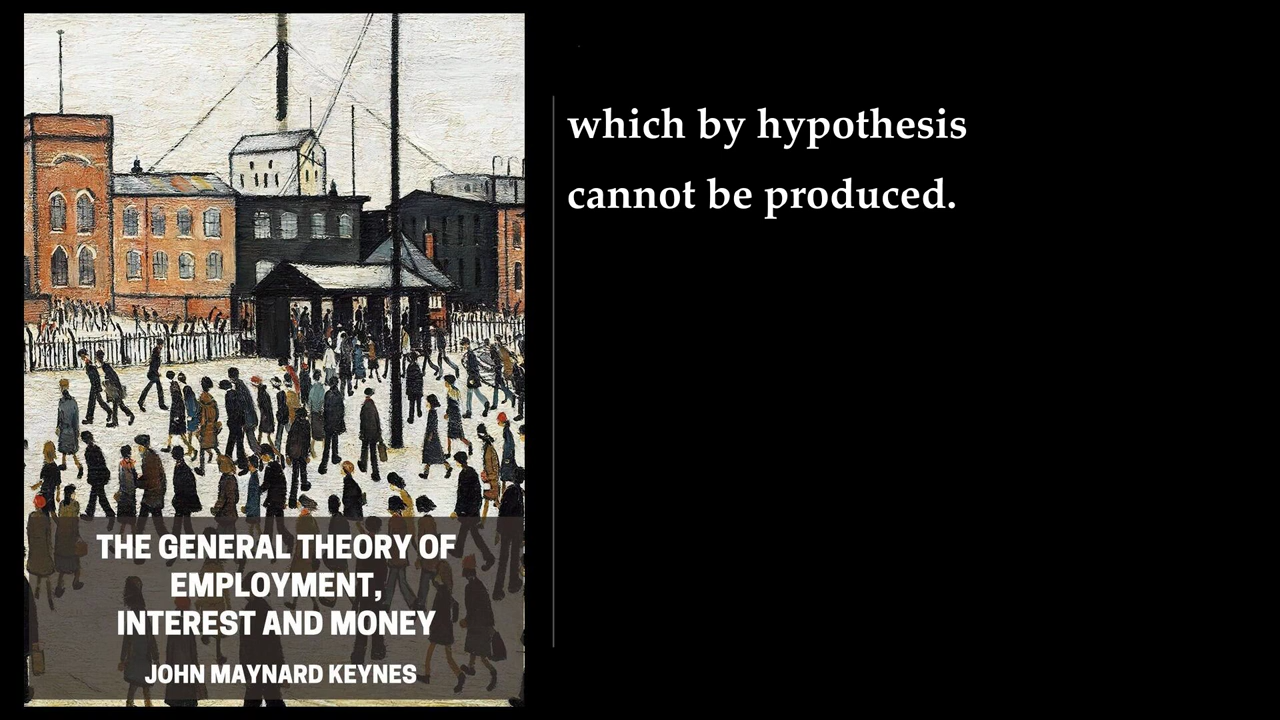 THE GENERAL THEORY OF
EMPLOYMENT,
INTEREST AND MONEY
JOHN MAYNARD KEYNES
which by hypothesis
cannot be produced.